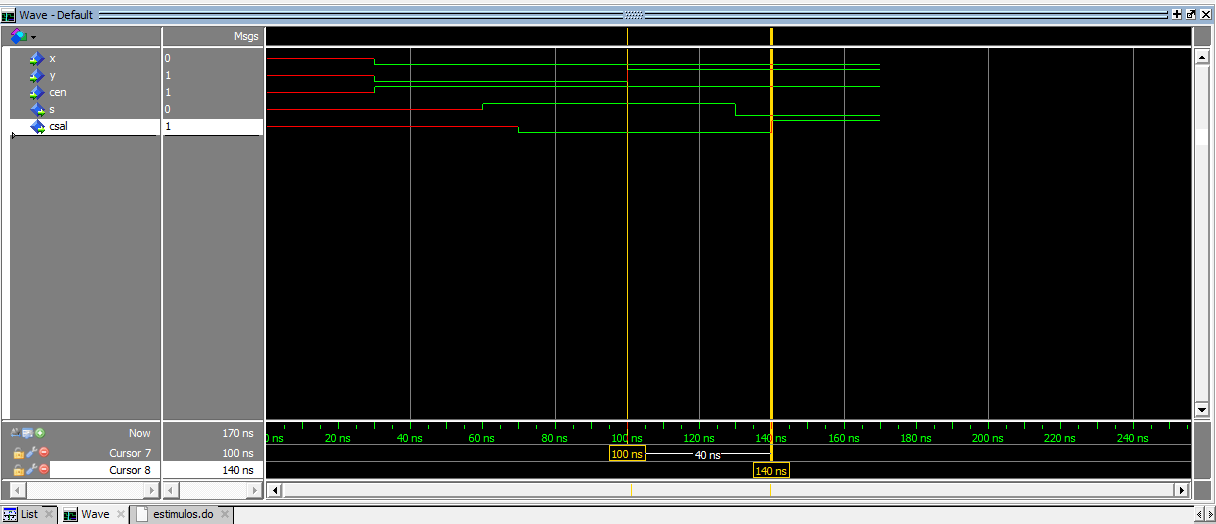 Wave - Default
Msgs
x 0
y 1
cen 1
s 0
csal 1
Now 170 ns
ns 20 ns 40 ns 60 ns 80 ns 100 ns 120 ns 140 ns 160 ns 180 ns 200 ns 220 ns 240 ns
Cursor 7 100 ns 100 ns 40 ns
Cursor 8 140 ns 140 ns
List Wave estimulos.do